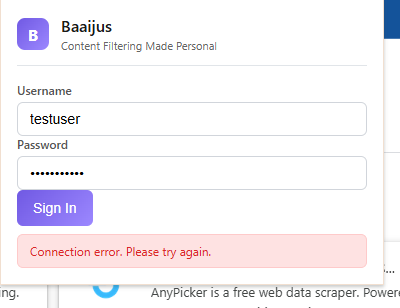 B
Baaijus
Content Filtering Made Personal
Username
testuser
Password
•••••••••••
Sign In
Connection error. Please try again.
ng.
s...
AnyPicker is a free web data scraper. Powere